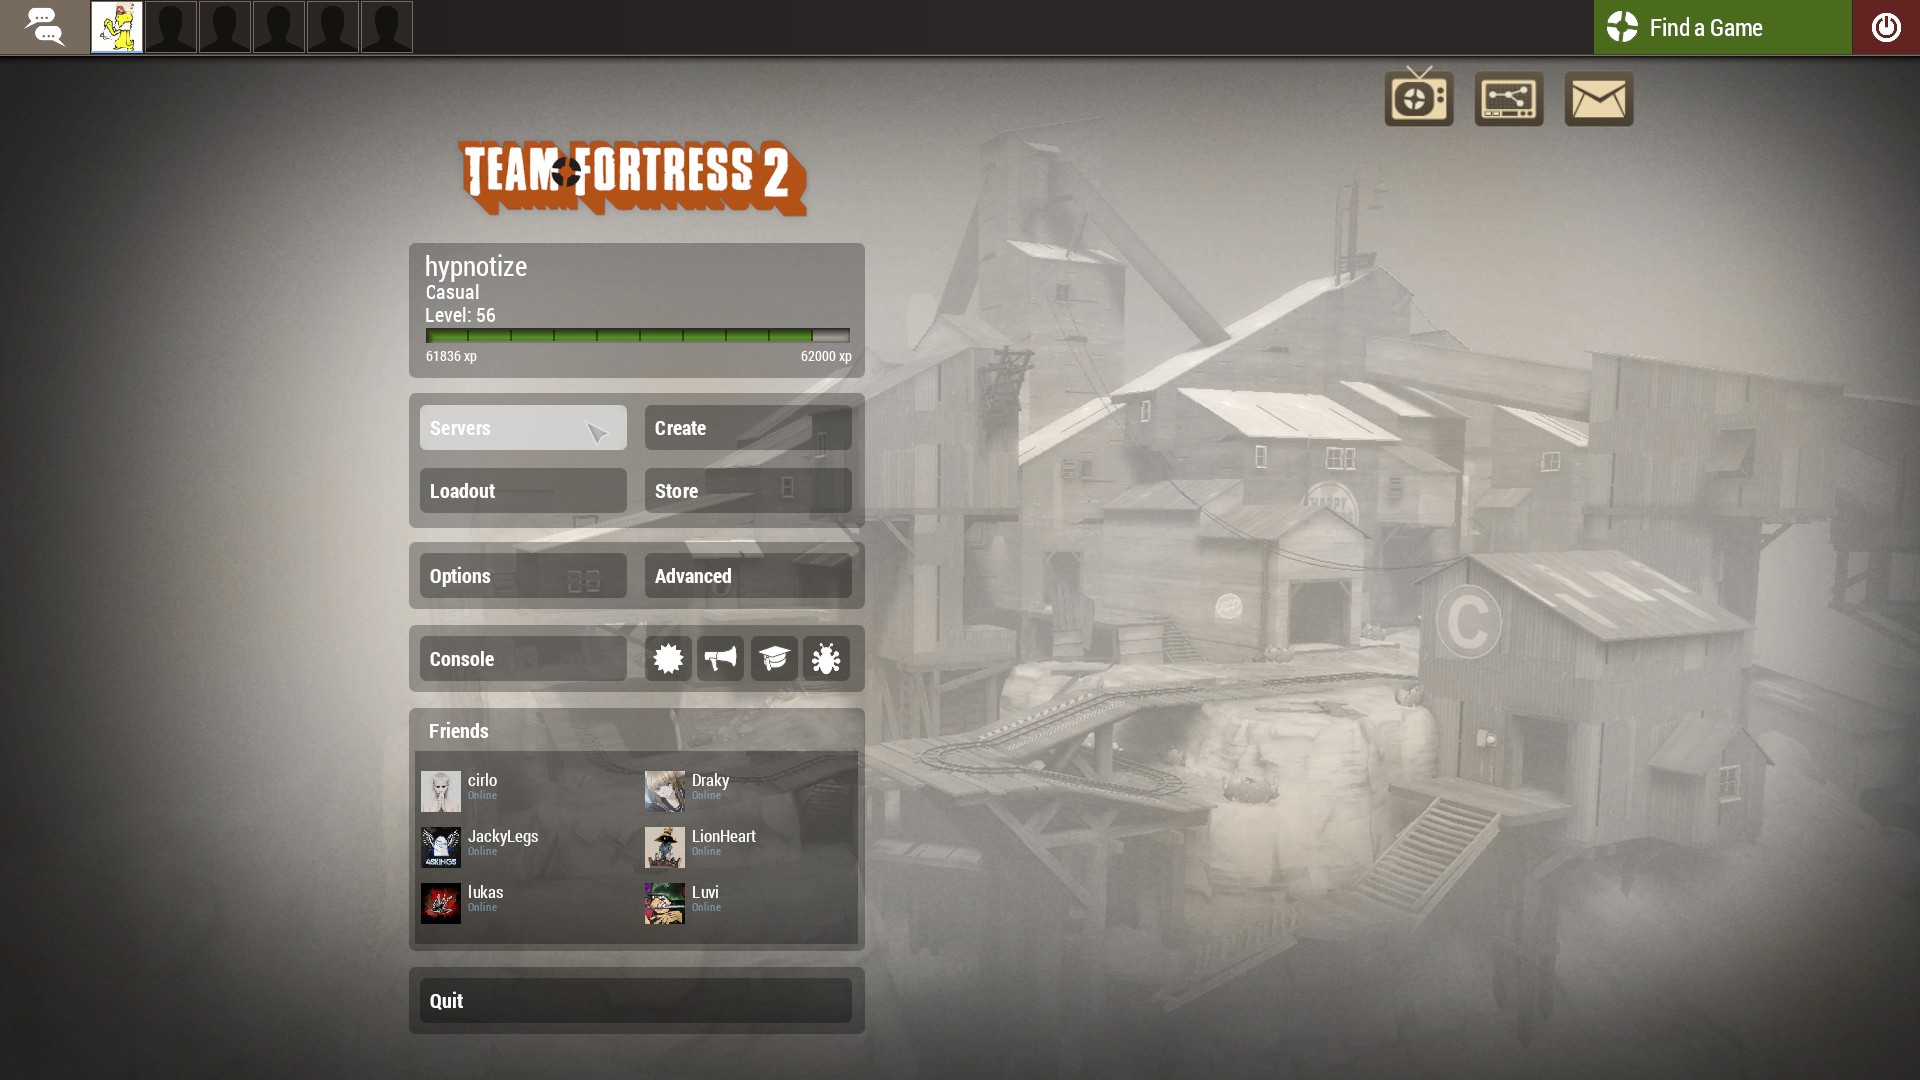 Find a Game
TEAM FORTRESS 2
hypnotize
Casual
Level: 56
61836 xp
62000 xp
Servers
Create
Loadout
Store
Options
Advanced
Console
Friends
cirlo
Online
Draky
Online
JackyLegs
Online
LionHeart
Online
lukas
Online
Luvi
Online
Quit
C